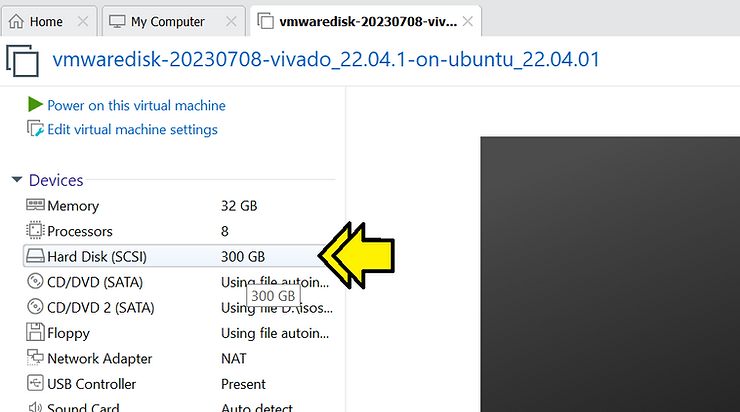 Home
My Computer
vmwaredisk-20230708-viv...
vmwaredisk-20230708-vivado_22.04.1-on-ubuntu_22.04.01
Power on this virtual machine
Edit virtual machine settings
Devices
Memory 32 GB
Processors 8
Hard Disk (SCSI) 300 GB
CD/DVD (SATA) Using file autoin...
300 GB
CD/DVD 2 (SATA) Using file D:\isos...
Floppy Using file autoin...
Network Adapter NAT
USB Controller Present
Sound Card Auto detect